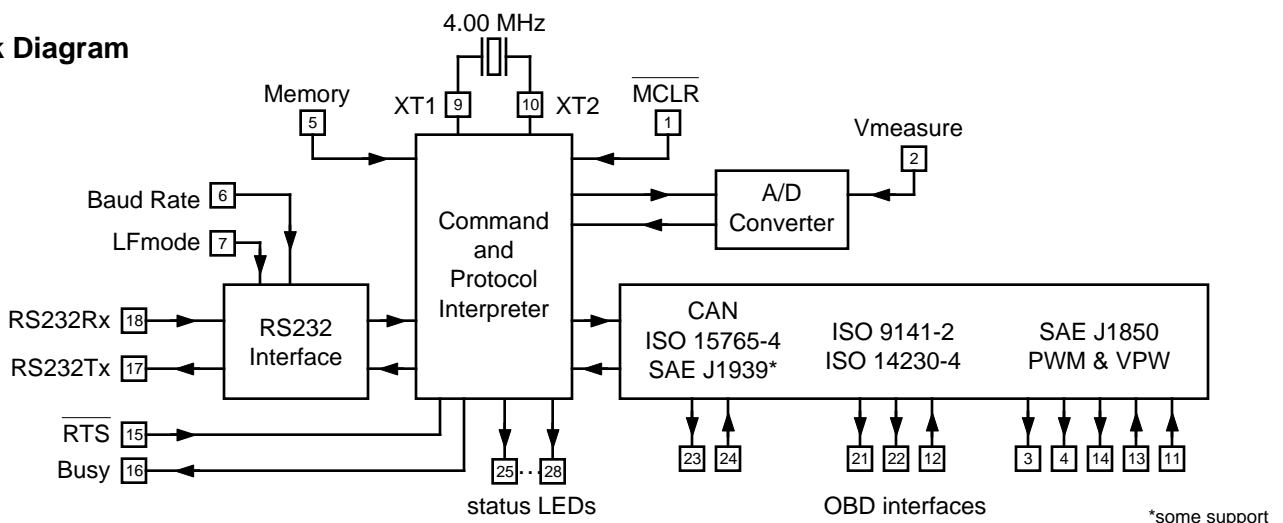 k Diagram
4.00 MHz
Memory
XT1
9
10
XT2
MCLR
5
1
Vmeasure
2
Baud Rate
6
A/D
Converter
LFmode
7
Command
and
Protocol
Interpreter
RS232Rx
18
RS232
Interface
RS232Tx
17
CAN
ISO 15765-4
SAE J1939*
ISO 9141-2
ISO 14230-4
SAE J1850
PWM & VPW
RTS
15
Busy
16
25
...
28
23
24
21
22
12
3
4
14
13
11
status LEDs
OBD interfaces
*some support